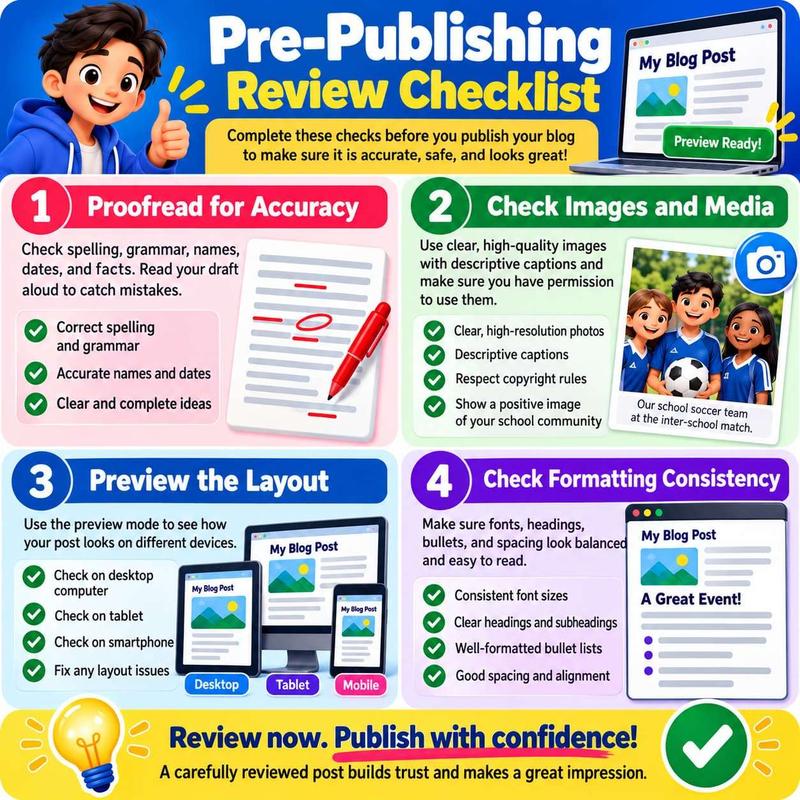 Pre-Publishing
Review Checklist
Complete these checks before you publish your blog
to make sure it is accurate, safe, and looks great!
My Blog Post
Preview Ready!
1 Proofread for Accuracy
Check spelling, grammar, names,
dates, and facts. Read your draft
aloud to catch mistakes.
Correct spelling
and grammar
Accurate names and dates
Clear and complete ideas
2 Check Images and Media
Use clear, high-quality images
with descriptive captions and
make sure you have permission
to use them.
Clear, high-resolution photos
Descriptive captions
Respect copyright rules
Show a positive image
of your school community
Our school soccer team
at the inter-school match.
3 Preview the Layout
Use the preview mode to see how
your post looks on different devices.
Check on desktop
computer
Check on tablet
Check on smartphone
Fix any layout issues
My Blog Post
My Blog Post
My Blog Post
Desktop
Tablet
Mobile
4 Check Formatting Consistency
Make sure fonts, headings,
bullets, and spacing look balanced
and easy to read.
Consistent font sizes
Clear headings and subheadings
Well-formatted bullet lists
Good spacing and alignment
My Blog Post
A Great Event!
Review now. Publish with confidence!
A carefully reviewed post builds trust and makes a great impression.